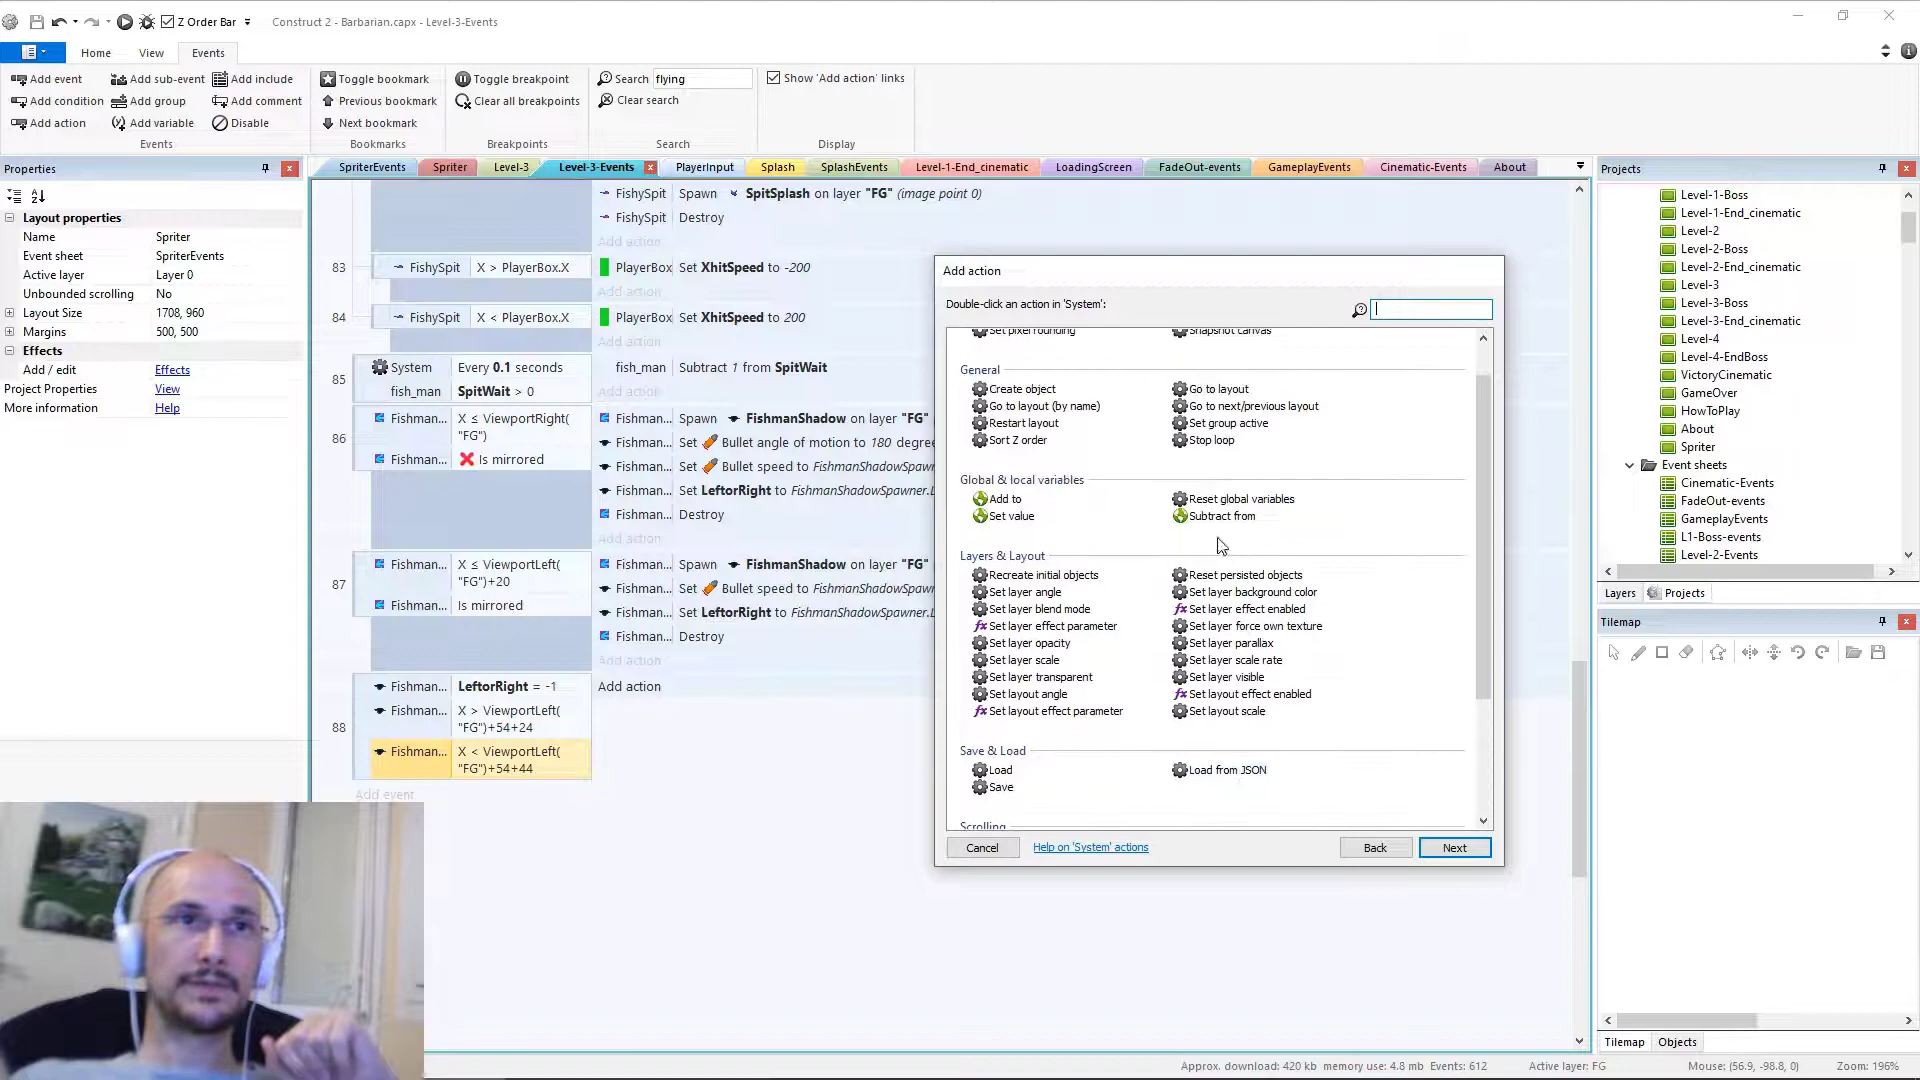 Z Order Bar
Construct 2 - Barbarian.capx - Level-3-Events
Home View Events
Add event Add sub-event Add include
Add condition Add group Add comment
Add action Add variable Disable
Events
Toggle bookmark
Previous bookmark
Next bookmark
Bookmarks
Toggle breakpoint
Clear all breakpoints
Breakpoints
Search flying
Clear search
Search
Show 'Add action' links
Display
Properties
SpriterEvents Spriter Level-3 Level-3-Events PlayerInput Splash SplashEvents Level-1-End_cinematic LoadingScreen FadeOut-events GameplayEvents Cinematic-Events About
Projects
Layout properties
Name Spriter
Event sheet SpriterEvents
Active layer Layer 0
Unbounded scrolling No
Layout Size 1708, 960
Margins 500, 500
Effects
Add / edit Effects
Project Properties View
More information Help
FishySpit Spawn SpitSplash on layer "FG" (image point 0)
FishySpit Destroy
Add action
83 FishySpit X > PlayerBox.X PlayerBox Set XhitSpeed to -200
Add action
84 FishySpit X < PlayerBox.X PlayerBox Set XhitSpeed to 200
Add action
85 System Every 0.1 seconds fish_man Subtract 1 from SpitWait
fish_man SpitWait > 0 Add action
86 Fishman... X ≤ ViewportRight(
"FG")
Fishman... Is mirrored
Fishman... Spawn FishmanShadow on layer "FG"
Fishman... Set Bullet angle of motion to 180 degree
Fishman... Set Bullet speed to FishmanShadowSpawn
Fishman... Set LeftorRight to FishmanShadowSpawner.L
Fishman... Destroy
Add action
87 Fishman... X ≤ ViewportLeft(
"FG")+20
Fishman... Is mirrored
Fishman... Spawn FishmanShadow on layer "FG"
Fishman... Set Bullet speed to FishmanShadowSpawn
Fishman... Set LeftorRight to FishmanShadowSpawner.L
Fishman... Destroy
Add action
88 Fishman... LeftorRight = -1 Add action
Fishman... X > ViewportLeft(
"FG")+54+24
Fishman... X < ViewportLeft(
"FG")+54+44
Add event
Add action
Double-click an action in 'System':
Set pixel rounding Snapshot canvas
General
Create object Go to layout
Go to layout (by name) Go to next/previous layout
Restart layout Set group active
Sort Z order Stop loop
Global & local variables
Add to Reset global variables
Set value Subtract from
Layers & Layout
Recreate initial objects Reset persisted objects
Set layer angle Set layer background color
Set layer blend mode Set layer effect enabled
Set layer effect parameter Set layer force own texture
Set layer opacity Set layer parallax
Set layer scale Set layer scale rate
Set layer transparent Set layer visible
Set layout angle Set layout effect enabled
Set layout effect parameter Set layout scale
Save & Load
Load Load from JSON
Save
Scrolling
Cancel Help on 'System' actions Back Next
Level-1-Boss
Level-1-End_cinematic
Level-2
Level-2-Boss
Level-2-End_cinematic
Level-3
Level-3-Boss
Level-3-End_cinematic
Level-4
Level-4-EndBoss
VictoryCinematic
GameOver
HowToPlay
About
Spriter
Event sheets
Cinematic-Events
FadeOut-events
GameplayEvents
L1-Boss-events
Level-2-Events
Layers Projects
Tilemap
Tilemap Objects
Approx. download: 420 kb memory use: 4.8 mb Events: 612 Active layer: FG Mouse: (56.9, -98.8, 0) Zoom: 196%